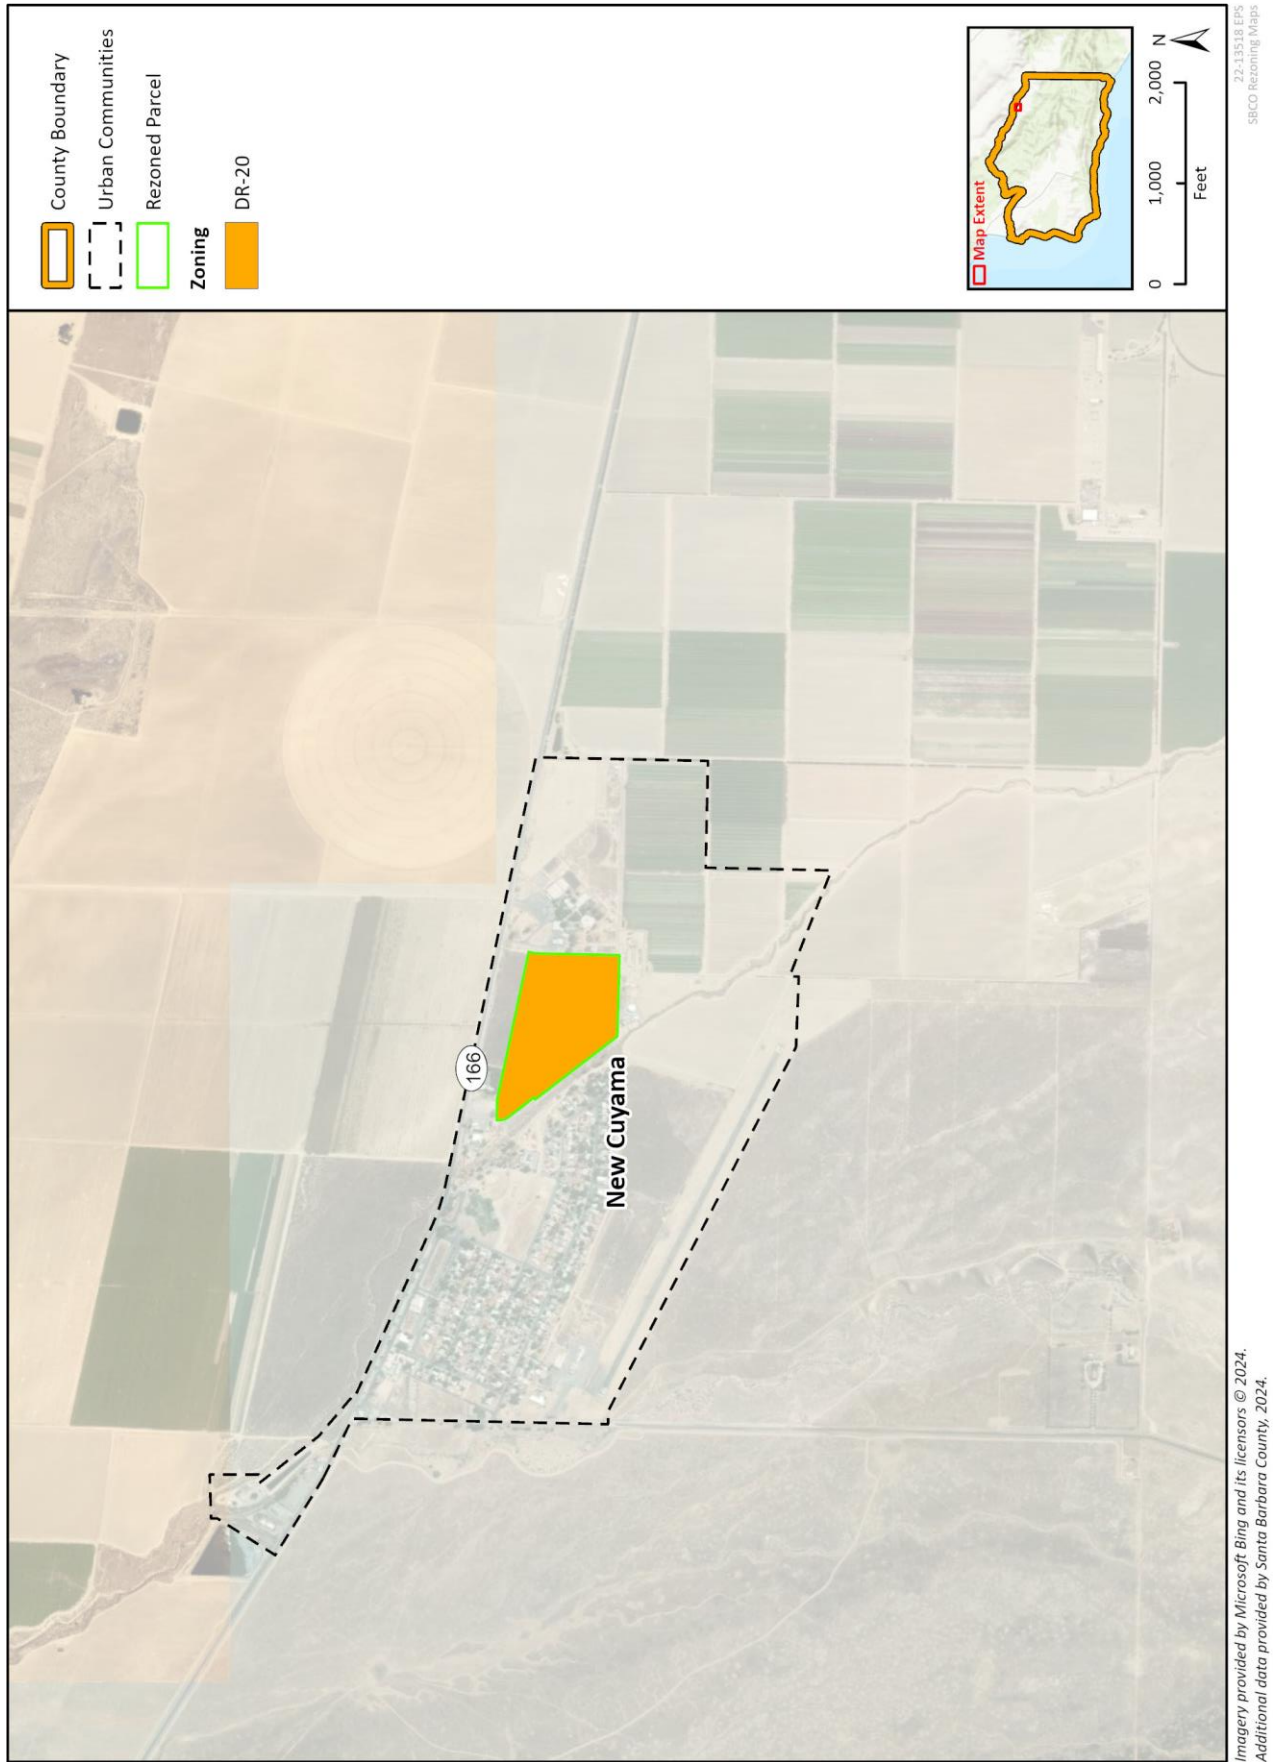 County Boundary
Urban Communities
Rezoned Parcel
Zoning
DR-20
166
New Cuyama
Map Extent
0 1,000 2,000 N
Feet
Imagery provided by Microsoft Bing and its licensors © 2024.
Additional data provided by Santa Barbara County, 2024.
22-13518 EPS
SBCO Rezoning Maps